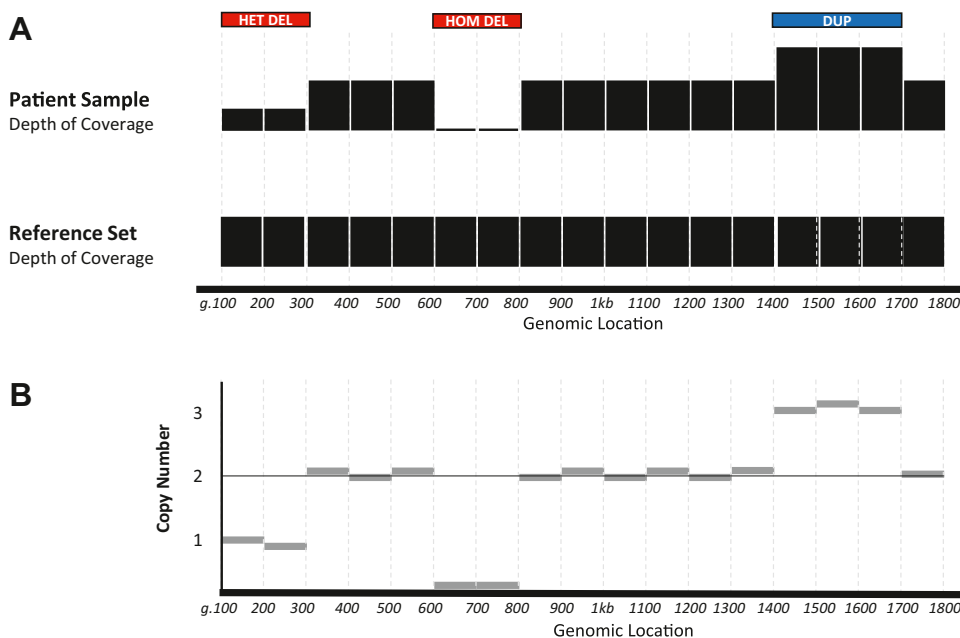 A
HET DEL HOM DEL DUP
Patient Sample
Depth of Coverage
Reference Set
Depth of Coverage
g.100 200 300 400 500 600 700 800 900 1kb 1100 1200 1300 1400 1500 1600 1700 1800
Genomic Location
B
Copy Number
3
2
1
g.100 200 300 400 500 600 700 800 900 1kb 1100 1200 1300 1400 1500 1600 1700 1800
Genomic Location